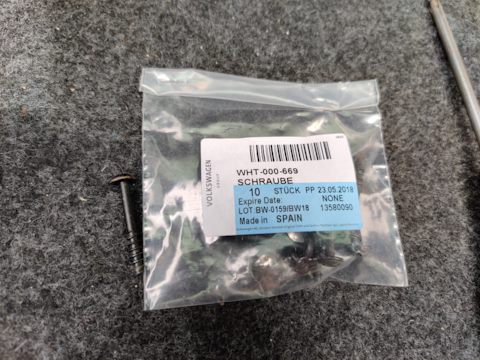 VOLKSWAGEN
WHT-000-669
SCHRAUBE
10 STÜCK PP 23.05.2018
Expire Date: NONE
LOT:BW-0159/BW18 13580090
Made in SPAIN